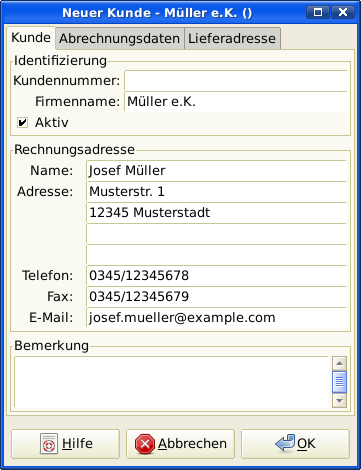 Neuer Kunde - Müller e.K. ()
Kunde Abrechnungsdaten Lieferadresse
Identifizierung
Kundennummer:
Firmenname: Müller e.K.
Aktiv
Rechnungsadresse
Name: Josef Müller
Adresse: Musterstr. 1
12345 Musterstadt
Telefon: 0345/12345678
Fax: 0345/12345679
E-Mail: josef.mueller@example.com
Bemerkung
Hilfe Abbrechen OK